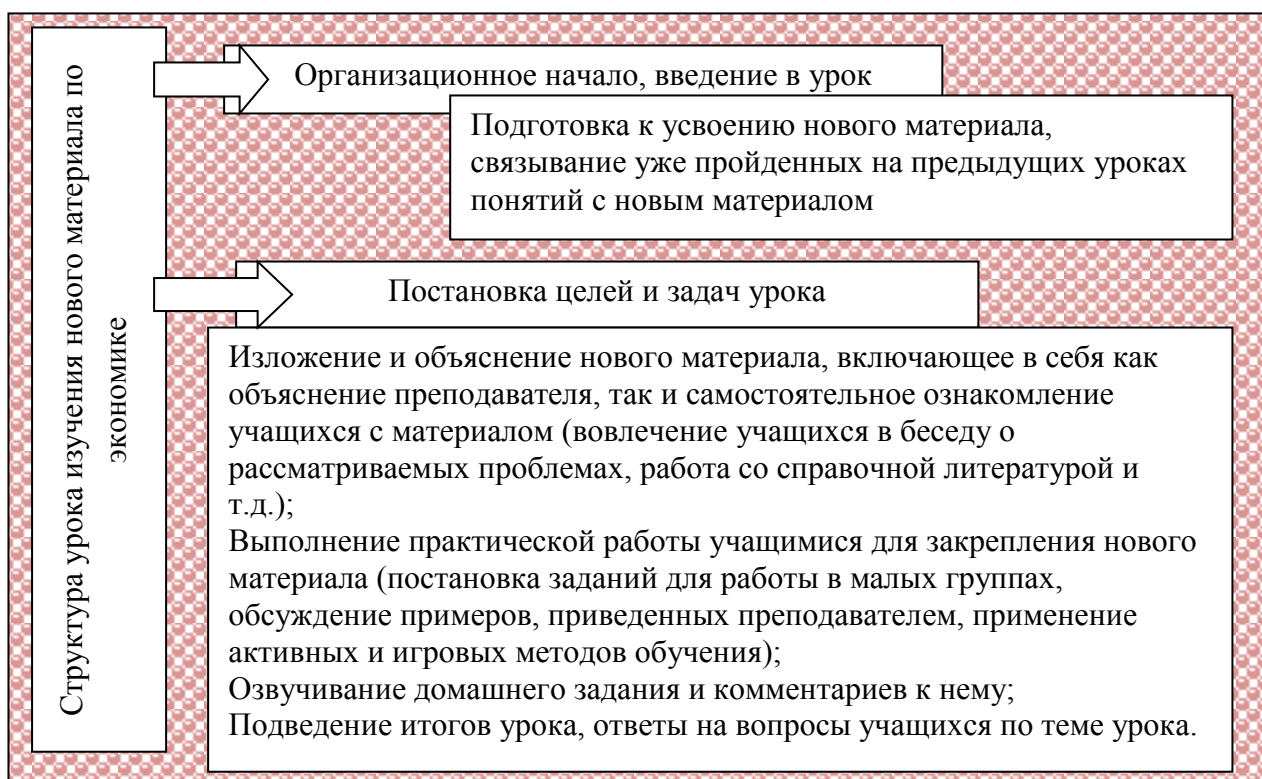 Структура урока изучения нового материала по
экономике
Организационное начало, введение в урок
Подготовка к усвоению нового материала,
связывание уже пройденных на предыдущих уроках
понятий с новым материалом
Постановка целей и задач урока
Изложение и объяснение нового материала, включающее в себя как
объяснение преподавателя, так и самостоятельное ознакомление
учащихся с материалом (вовлечение учащихся в беседу о
рассматриваемых проблемах, работа со справочной литературой и
т.д.);
Выполнение практической работы учащимися для закрепления нового
материала (постановка заданий для работы в малых группах,
обсуждение примеров, приведенных преподавателем, применение
активных и игровых методов обучения);
Озвучивание домашнего задания и комментариев к нему;
Подведение итогов урока, ответы на вопросы учащихся по теме урока.